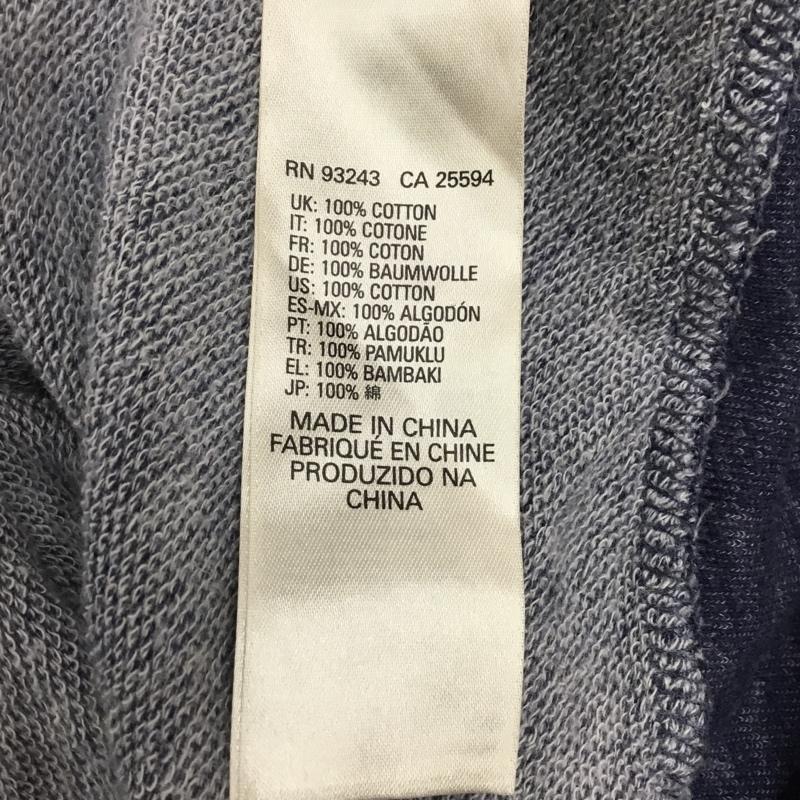 RN 93243 CA 25594
UK: 100% COTTON
IT: 100% COTONE
FR: 100% COTON
DE: 100% BAUMWOLLE
US: 100% COTTON
ES-MX: 100% ALGODÓN
PT: 100% ALGODÃO
TR: 100% PAMUKLU
EL: 100% BAMBAKI
JP: 100% 綿
MADE IN CHINA
FABRIQUÉ EN CHINE
PRODUZIDO NA
CHINA